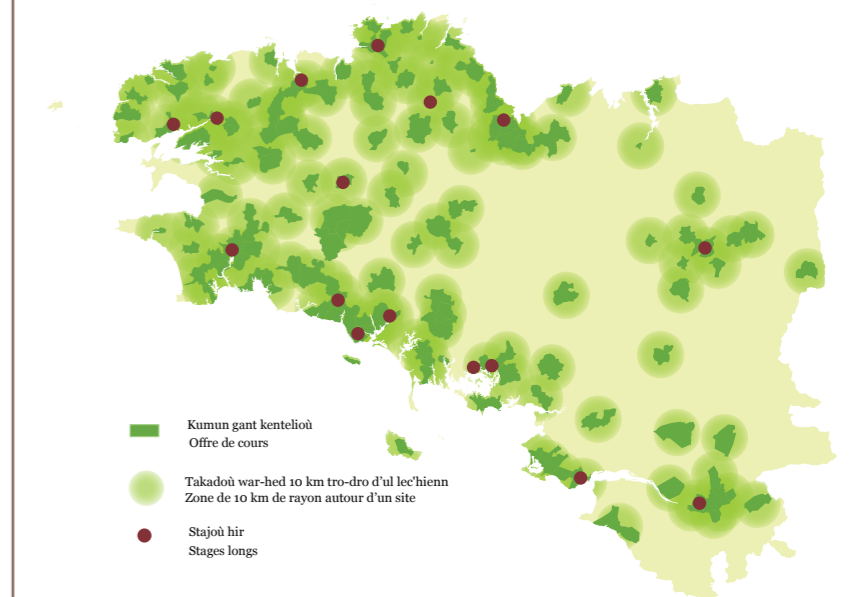 Kumun gant kentelioù
Offre de cours
Takadoù war-hed 10 km tro-dro d'ul lec'hienn
Zone de 10 km de rayon autour d'un site
Stajoù hir
Stages longs